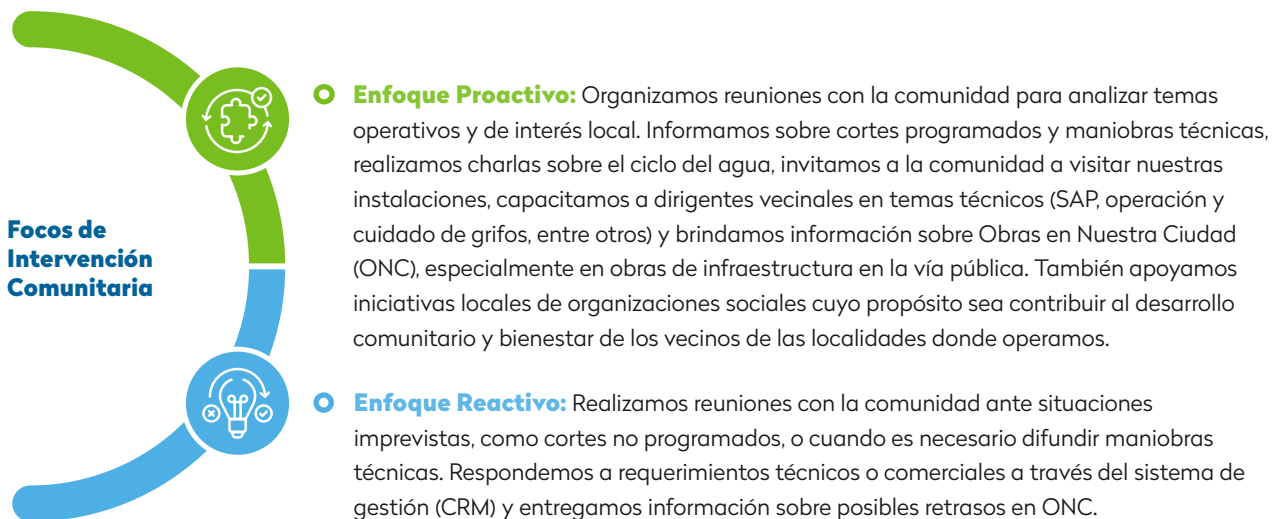 Focos de
Intervención
Comunitaria
Enfoque Proactivo: Organizamos reuniones con la comunidad para analizar temas
operativos y de interés local. Informamos sobre cortes programados y maniobras técnicas,
realizamos charlas sobre el ciclo del agua, invitamos a la comunidad a visitar nuestras
instalaciones, capacitamos a dirigentes vecinales en temas técnicos (SAP, operación y
cuidado de grifos, entre otros) y brindamos información sobre Obras en Nuestra Ciudad
(ONC), especialmente en obras de infraestructura en la vía pública. También apoyamos
iniciativas locales de organizaciones sociales cuyo propósito sea contribuir al desarrollo
comunitario y bienestar de los vecinos de las localidades donde operamos.
Enfoque Reactivo: Realizamos reuniones con la comunidad ante situaciones
imprevistas, como cortes no programados, o cuando es necesario difundir maniobras
técnicas. Respondemos a requerimientos técnicos o comerciales a través del sistema de
gestión (CRM) y entregamos información sobre posibles retrasos en ONC.